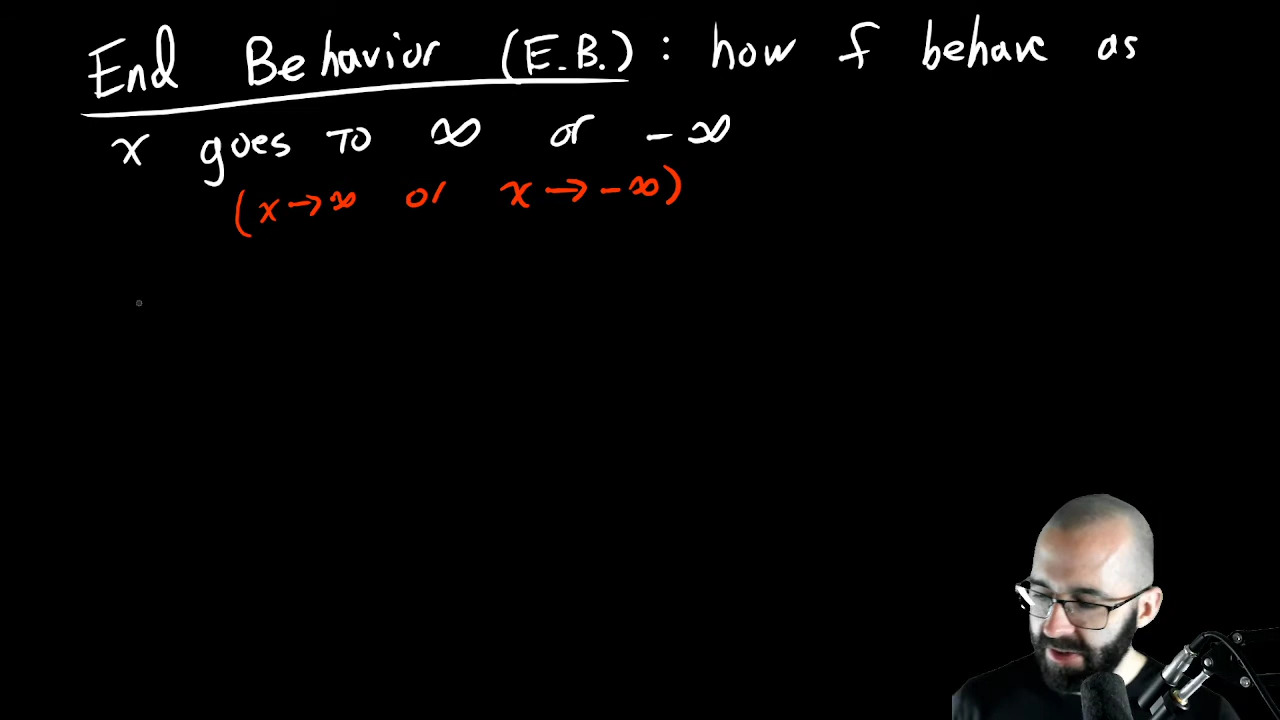 End Behavior (E.B.): how f behave as
x goes to ∞ or -∞
(x→∞ or x→-∞)